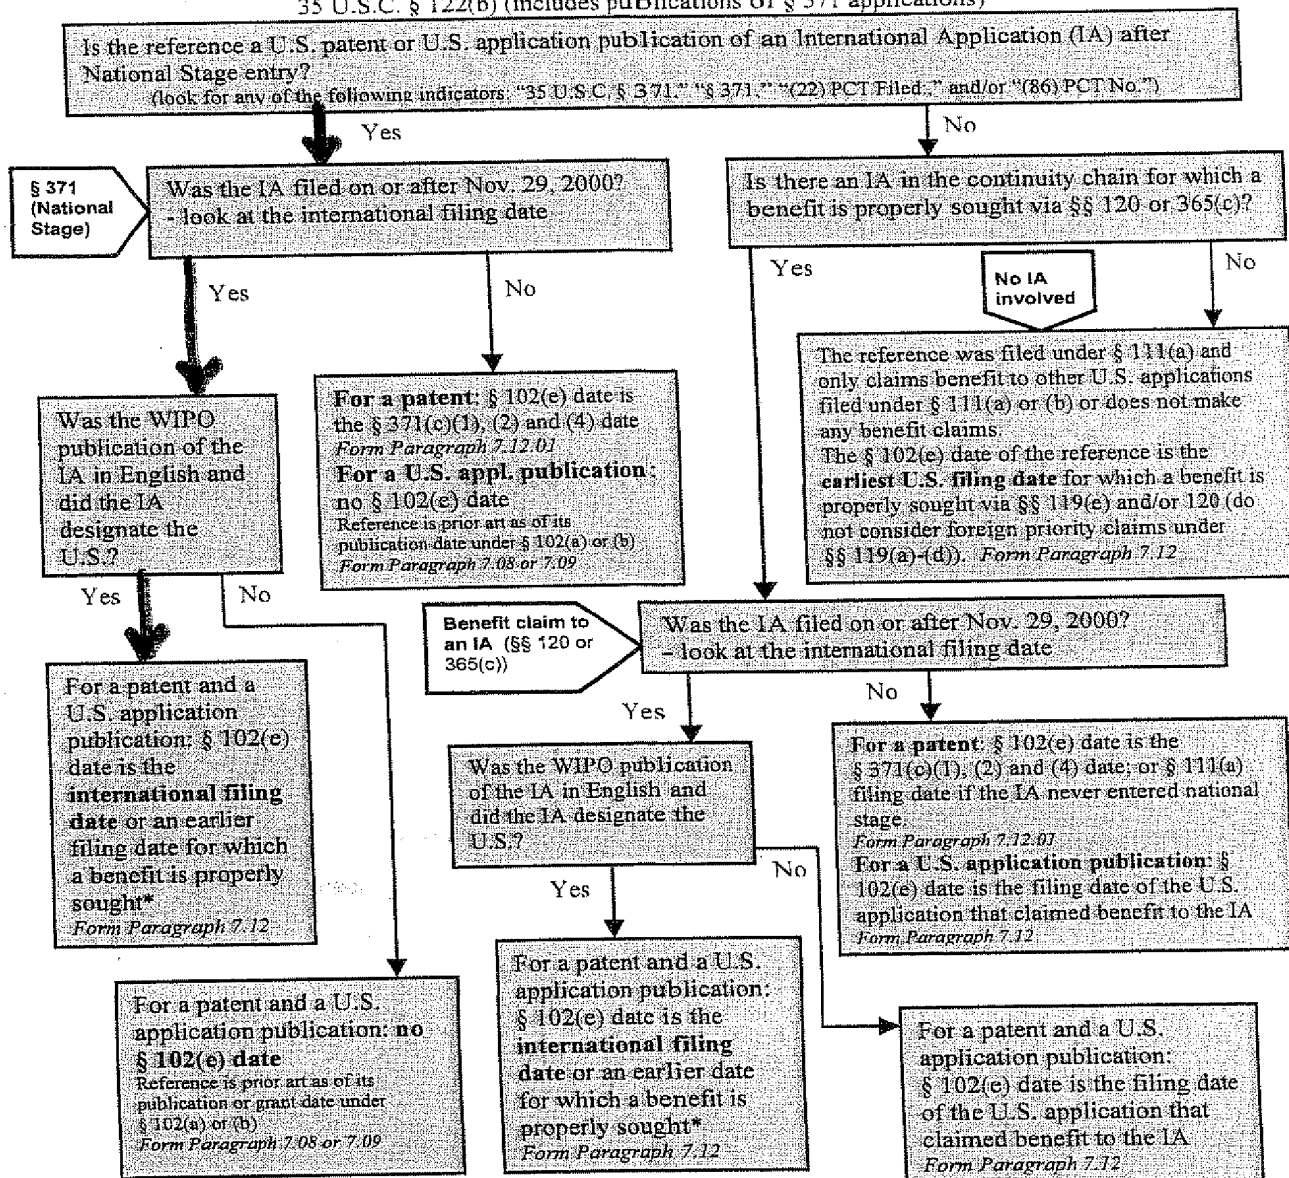 35 U.S.C. § 122(b) (includes publications of § 371 applications)
Is the reference a U.S. patent or U.S. application publication of an International Application (IA) after
National Stage entry?
(look for any of the following indicators: “35 U.S.C. § 371,” “§ 371,” “(22) PCT Filed:,” and/or “(86) PCT No.”)
Yes
No
§ 371
(National
Stage)
Was the IA filed on or after Nov. 29, 2000?
- look at the international filing date
Is there an IA in the continuity chain for which a
benefit is properly sought via §§ 120 or 365(c)?
Yes
No
Yes
No IA
involved
No
Was the WIPO
publication of the
IA in English and
did the IA
designate the
U.S.?
For a patent: § 102(e) date is
the § 371(c)(1), (2) and (4) date
Form Paragraph 7.12.01
For a U.S. appl. publication:
no § 102(e) date
Reference is prior art as of its
publication date under § 102(a) or (b)
Form Paragraph 7.08 or 7.09
The reference was filed under § 111(a) and
only claims benefit to other U.S. applications
filed under § 111(a) or (b) or does not make
any benefit claims.
The § 102(e) date of the reference is the
earliest U.S. filing date for which a benefit is
properly sought via §§ 119(e) and/or 120 (do
not consider foreign priority claims under
§§ 119(a)-(d)). Form Paragraph 7.12
Yes
No
Benefit claim to
an IA (§§ 120 or
365(c))
Was the IA filed on or after Nov. 29, 2000?
– look at the international filing date
Yes
No
For a patent and a
U.S. application
publication: § 102(e)
date is the
international filing
date or an earlier
filing date for which
a benefit is properly
sought*
Form Paragraph 7.12
Was the WIPO publication
of the IA in English and
did the IA designate the
U.S.?
For a patent: § 102(e) date is the
§ 371(c)(1), (2) and (4) date; or § 111(a)
filing date if the IA never entered national
stage.
Form Paragraph 7.12.01
For a U.S. application publication: §
102(e) date is the filing date of the U.S.
application that claimed benefit to the IA
Form Paragraph 7.12
Yes
No
For a patent and a U.S.
application publication: no
§ 102(e) date
Reference is prior art as of its
publication or grant date under
§ 102(a) or (b)
Form Paragraph 7.08 or 7.09
For a patent and a U.S.
application publication:
§ 102(e) date is the
international filing
date or an earlier date
for which a benefit is
properly sought*
Form Paragraph 7.12
For a patent and a U.S.
application publication:
§ 102(e) date is the filing date
of the U.S. application that
claimed benefit to the IA
Form Paragraph 7.12